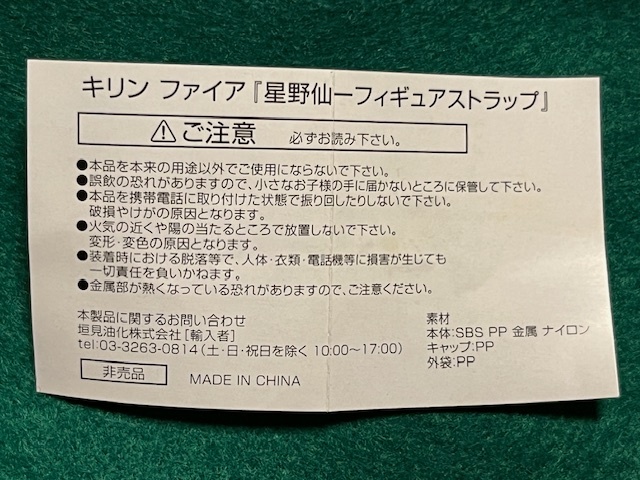 キリン ファイア『星野仙一フィギュアストラップ』
⚠ご注意 必ずお読み下さい。
●本品を本来の用途以外でご使用にならないで下さい。
●誤飲の恐れがありますので、小さなお子様の手に届かないところに保管して下さい。
●本品を携帯電話に取り付けた状態で振り回したりしないで下さい。
破損やけがの原因となります。
●火気の近くや陽の当たるところで放置しないで下さい。
変形・変色の原因となります。
●装着時における脱落等で、人体・衣類・電話機等に損害が生じても
一切責任を負いかねます。
●金属部が熱くなっている恐れがありますので、ご注意ください。
本製品に関するお問い合わせ
垣見油化株式会社[輸入者]
tel:03-3263-0814(土・日・祝日を除く 10:00~17:00)
非売品 MADE IN CHINA
素材
本体:SBS PP 金属 ナイロン
キャップ:PP
外袋:PP